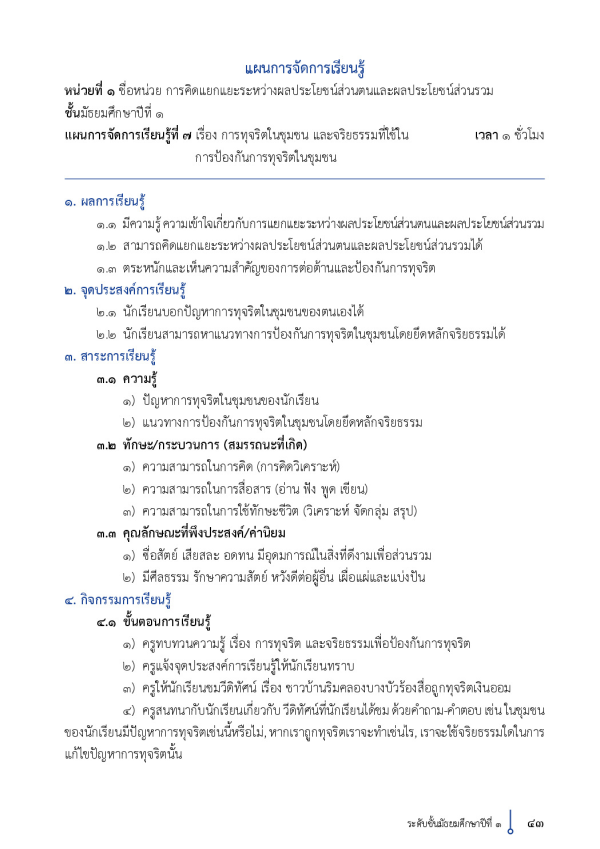 แผนการจัดการเรียนรู้
หน่วยที่ ๑ ชื่อหน่วย การคิดแยกแยะระหว่างผลประโยชน์ส่วนตนและผลประโยชน์ส่วนรวม
ชั้นมัธยมศึกษาปีที่ ๑
แผนการจัดการเรียนรู้ที่ ๗ เรื่อง การทุจริตในชุมชน และจริยธรรมที่ใช้ใน เวลา ๑ ชั่วโมง
การป้องกันการทุจริตในชุมชน
๑. ผลการเรียนรู้
๑.๑ มีความรู้ ความเข้าใจเกี่ยวกับการแยกแยะระหว่างผลประโยชน์ส่วนตนและผลประโยชน์ส่วนรวม
๑.๒ สามารถคิดแยกแยะระหว่างผลประโยชน์ส่วนตนและผลประโยชน์ส่วนรวมได้
๑.๓ ตระหนักและเห็นความสำคัญของการต่อต้านและป้องกันการทุจริต
๒. จุดประสงค์การเรียนรู้
๒.๑ นักเรียนบอกปัญหาการทุจริตในชุมชนของตนเองได้
๒.๒ นักเรียนสามารถหาแนวทางการป้องกันการทุจริตในชุมชนโดยยึดหลักจริยธรรมได้
๓. สาระการเรียนรู้
๓.๑ ความรู้
๑) ปัญหาการทุจริตในชุมชนของนักเรียน
๒) แนวทางการป้องกันการทุจริตในชุมชนโดยยึดหลักจริยธรรม
๓.๒ ทักษะ/กระบวนการ (สมรรถนะที่เกิด)
๑) ความสามารถในการคิด (การคิดวิเคราะห์)
๒) ความสามารถในการสื่อสาร (อ่าน ฟัง พูด เขียน)
๓) ความสามารถในการใช้ทักษะชีวิต (วิเคราะห์ จัดกลุ่ม สรุป)
๓.๓ คุณลักษณะที่พึงประสงค์/ค่านิยม
๑) ซื่อสัตย์ เสียสละ อดทน มีอุดมการณ์ในสิ่งที่ดีงามเพื่อส่วนรวม
๒) มีศีลธรรม รักษาความสัตย์ หวังดีต่อผู้อื่น เผื่อแผ่และแบ่งปัน
๔. กิจกรรมการเรียนรู้
๔.๑ ขั้นตอนการเรียนรู้
๑) ครูทบทวนความรู้ เรื่อง การทุจริต และจริยธรรมเพื่อป้องกันการทุจริต
๒) ครูแจ้งจุดประสงค์การเรียนรู้ให้นักเรียนทราบ
๓) ครูให้นักเรียนชมวีดิทัศน์ เรื่อง ชาวบ้านริมคลองบางบัวร้องสื่อถูกทุจริตเงินออม
๔) ครูสนทนากับนักเรียนเกี่ยวกับ วีดิทัศน์ที่นักเรียนได้ชม ด้วยคำถาม-คำตอบ เช่น ในชุมชน
ของนักเรียนมีปัญหาการทุจริตเช่นนี้หรือไม่, หากเราถูกทุจริตเราจะทำเช่นไร, เราจะใช้จริยธรรมใดในการ
แก้ไขปัญหาการทุจริตนั้น
ระดับชั้นมัธยมศึกษาปีที่ ๑ ๔๓